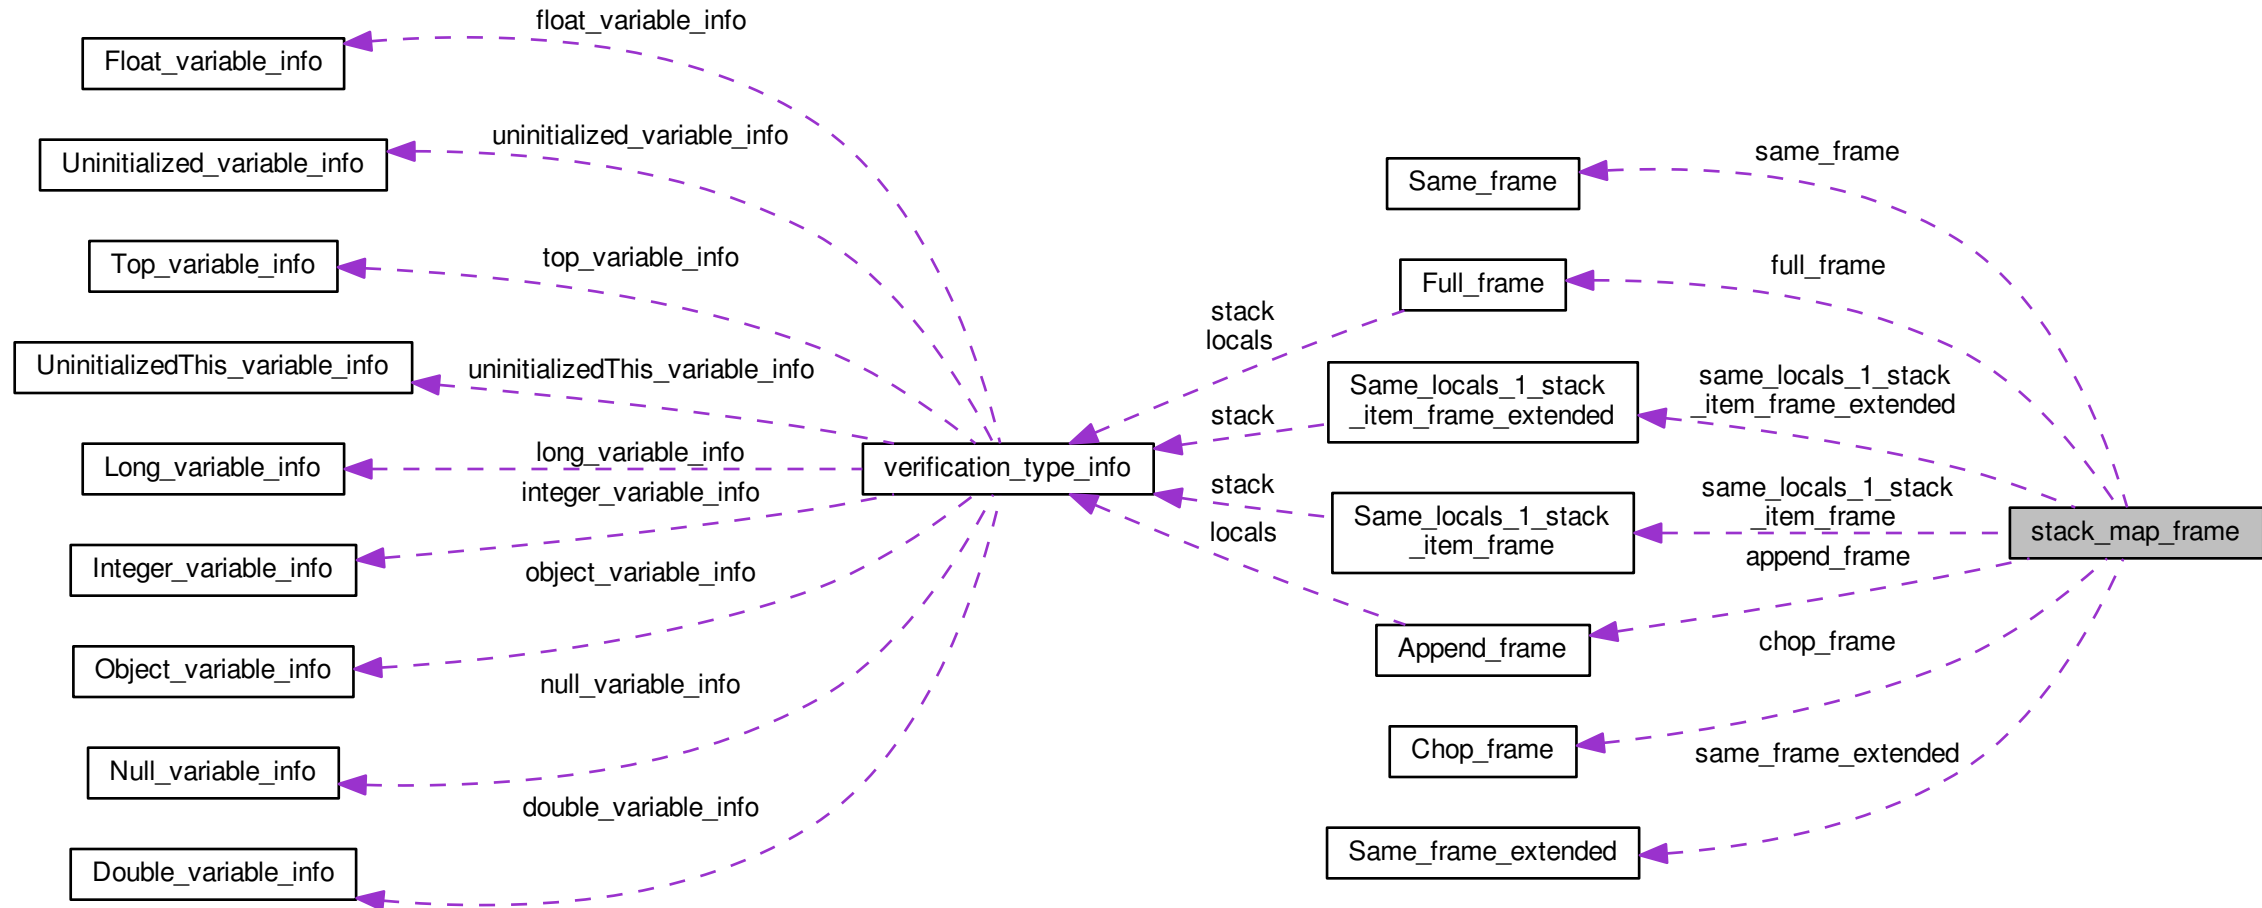 float_variable_info
Float_variable_info
uninitialized_variable_info
Uninitialized_variable_info
top_variable_info
Top_variable_info
uninitializedThis_variable_info
UninitializedThis_variable_info
long_variable_info
Long_variable_info
integer_variable_info
Integer_variable_info
object_variable_info
Object_variable_info
null_variable_info
Null_variable_info
double_variable_info
Double_variable_info
verification_type_info
stack
locals
stack
stack
locals
Same_frame
Full_frame
Same_locals_1_stack
_item_frame_extended
Same_locals_1_stack
_item_frame
Append_frame
Chop_frame
Same_frame_extended
same_frame
full_frame
same_locals_1_stack
_item_frame_extended
same_locals_1_stack
_item_frame
append_frame
chop_frame
same_frame_extended
stack_map_frame